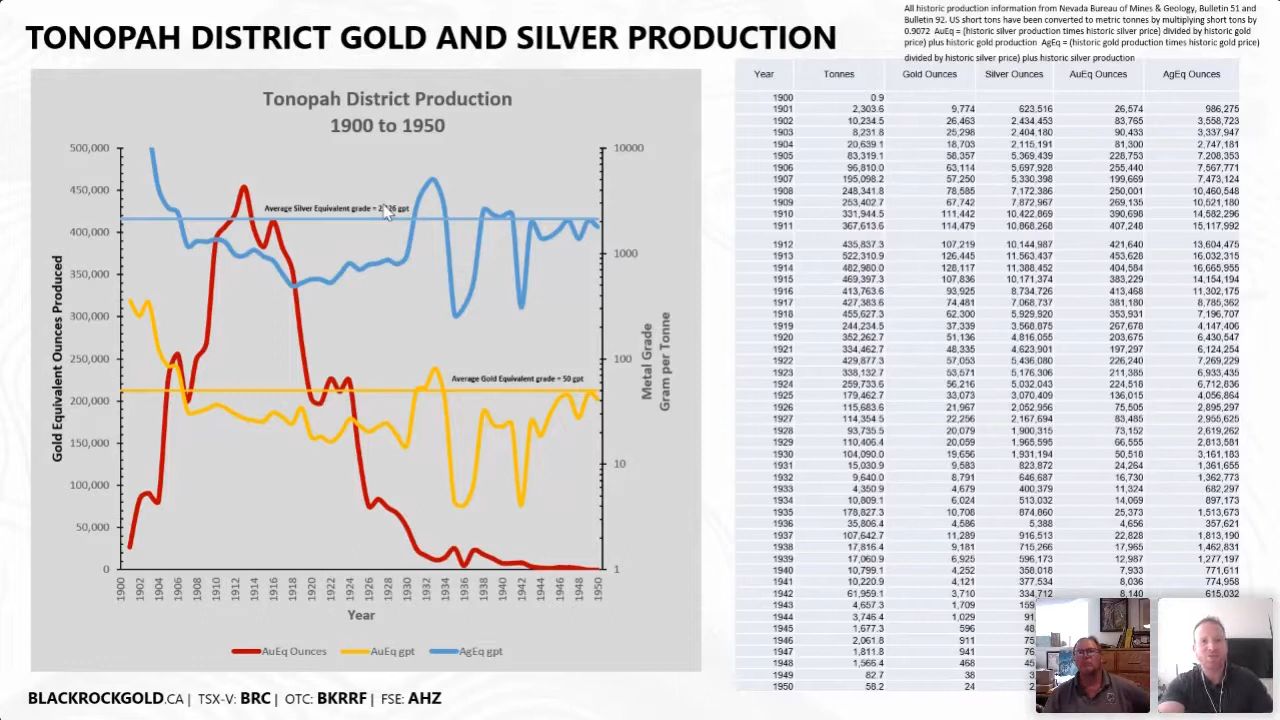 TONOPAH DISTRICT GOLD AND SILVER PRODUCTION
All historic production information from Nevada Bureau of Mines & Geology, Bulletin 51 and
Bulletin 92. US short tons have been converted to metric tonnes by multiplying short tons by
0.9072 AuEq = (historic silver production times historic silver price) divided by historic gold
price) plus historic gold production AgEq = (historic gold production times historic gold price)
divided by historic silver price) plus historic silver production
Tonopah District Production
1900 to 1950
500,000
450,000
400,000
350,000
300,000
250,000
200,000
150,000
100,000
50,000
0
Gold Equivalent Ounces Produced
10000
1000
100
10
1
Metal Grade
Gram per Tonne
Average Silver Equivalent grade = gpt
Average Gold Equivalent grade = 50 gpt
1900 1902 1904 1906 1908 1910 1912 1914 1916 1918 1920 1922 1924 1926 1928 1930 1932 1934 1936 1938 1940 1942 1944 1946 1948 1950
Year
AuEq Ounces AuEq gpt AgEq gpt
Year Tonnes Gold Ounces Silver Ounces AuEq Ounces AgEq Ounces
1900 0.9
1901 2,303.6 9,774 623,516 26,574 986,275
1902 10,234.5 26,463 2,434,453 83,765 3,558,723
1903 8,231.8 25,298 2,404,180 90,433 3,337,947
1904 20,639.1 18,703 2,115,191 81,300 2,747,181
1905 83,319.1 58,357 5,369,439 228,753 7,208,353
1906 96,810.0 63,114 5,697,928 255,144 7,567,771
1907 195,098.2 57,250 5,330,398 199,669 7,473,124
1908 248,341.8 78,585 7,172,386 250,001 10,460,548
1909 253,402.7 67,742 7,872,967 269,135 10,521,180
1910 331,944.5 111,442 10,422,869 390,698 14,582,296
1911 367,613.6 114,479 10,868,268 407,248 15,117,992
1912 435,837.3 107,219 10,144,987 421,640 13,604,475
1913 522,310.9 126,445 11,563,437 453,628 16,032,315
1914 482,980.0 128,117 11,388,452 404,584 16,665,955
1915 469,397.3 107,836 10,171,374 383,229 14,154,194
1916 413,763.6 93,925 8,734,726 413,468 11,302,175
1917 427,383.6 74,481 7,068,737 381,180 8,785,362
1918 455,627.3 62,300 5,929,920 353,931 7,196,707
1919 244,234.5 37,339 3,568,875 267,678 4,147,406
1920 352,262.7 51,136 4,816,055 203,675 6,430,547
1921 334,462.7 48,335 4,623,901 197,297 6,124,254
1922 429,877.3 57,053 5,436,080 226,240 7,269,229
1923 338,132.7 53,571 5,176,306 211,385 6,933,435
1924 259,733.6 56,216 5,032,043 224,518 6,712,836
1925 179,462.7 33,073 3,070,409 136,015 4,056,864
1926 115,683.6 21,967 2,052,956 75,505 2,895,297
1927 114,354.5 22,256 2,167,694 83,485 2,955,625
1928 93,735.5 20,079 1,900,315 73,152 2,619,262
1929 110,406.4 20,059 1,965,595 66,555 2,813,581
1930 104,090.0 19,656 1,931,194 50,518 3,161,183
1931 15,030.9 9,583 823,872 24,264 1,361,655
1932 9,640.0 8,791 646,687 16,730 1,362,773
1933 4,350.9 4,679 400,379 11,324 682,297
1934 10,809.1 6,024 513,032 14,069 897,173
1935 178,827.3 10,708 874,860 25,373 1,513,673
1936 35,806.4 4,586 5,388 4,656 357,621
1937 107,642.7 11,289 916,513 22,828 1,813,190
1938 17,816.4 9,181 715,266 17,965 1,462,831
1939 17,060.9 6,925 596,173 12,987 1,277,197
1940 10,799.1 4,252 358,018 7,933 771,611
1941 10,220.9 4,121 377,534 8,036 774,958
1942 61,959.1 3,710 334,712 8,140 615,032
1943 4,657.3 1,709
1944 3,746.4 1,029
1945 1,677.3 596
1946 2,061.8 911
1947 1,811.8 941
1948 1,566.4 468
1949 82.7 38
1950 58.2 24
BLACKROCKGOLD.CA | TSX-V: BRC | OTC: BKRRF | FSE: AHZ